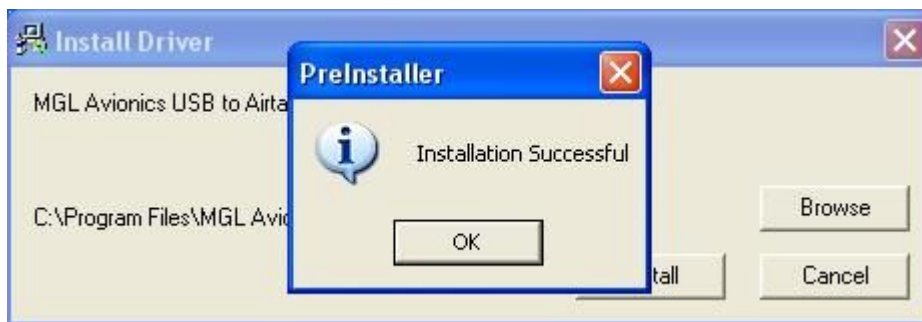 Install Driver
PreInstaller
MGL Avionics USB to Airta
Installation Successful
C:\Program Files\MGL Avio
Browse
OK
tall
Cancel